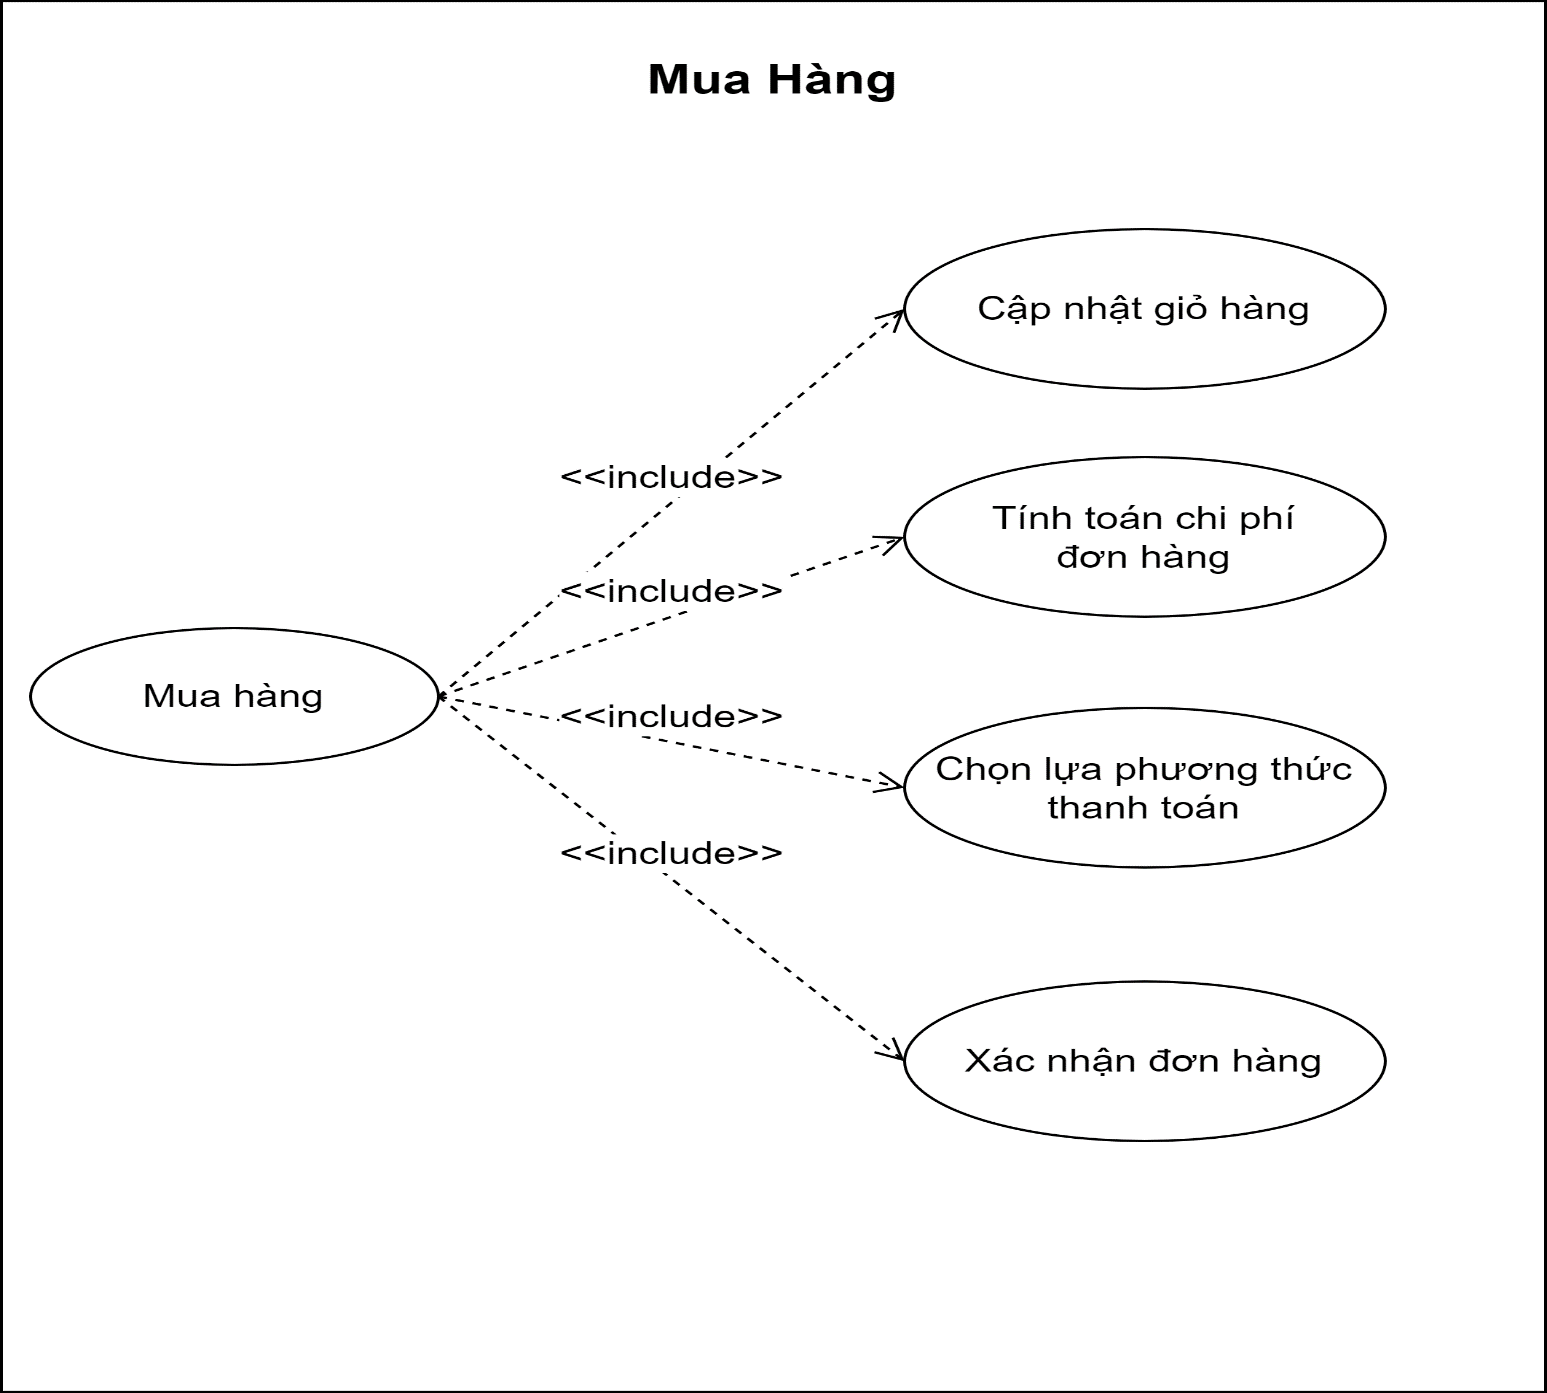 Mua Hàng
Cập nhật giỏ hàng
<<include>>
Tính toán chi phí
đơn hàng
<<include>>
Mua hàng
<<include>>
Chọn lựa phương thức
thanh toán
<<include>>
Xác nhận đơn hàng